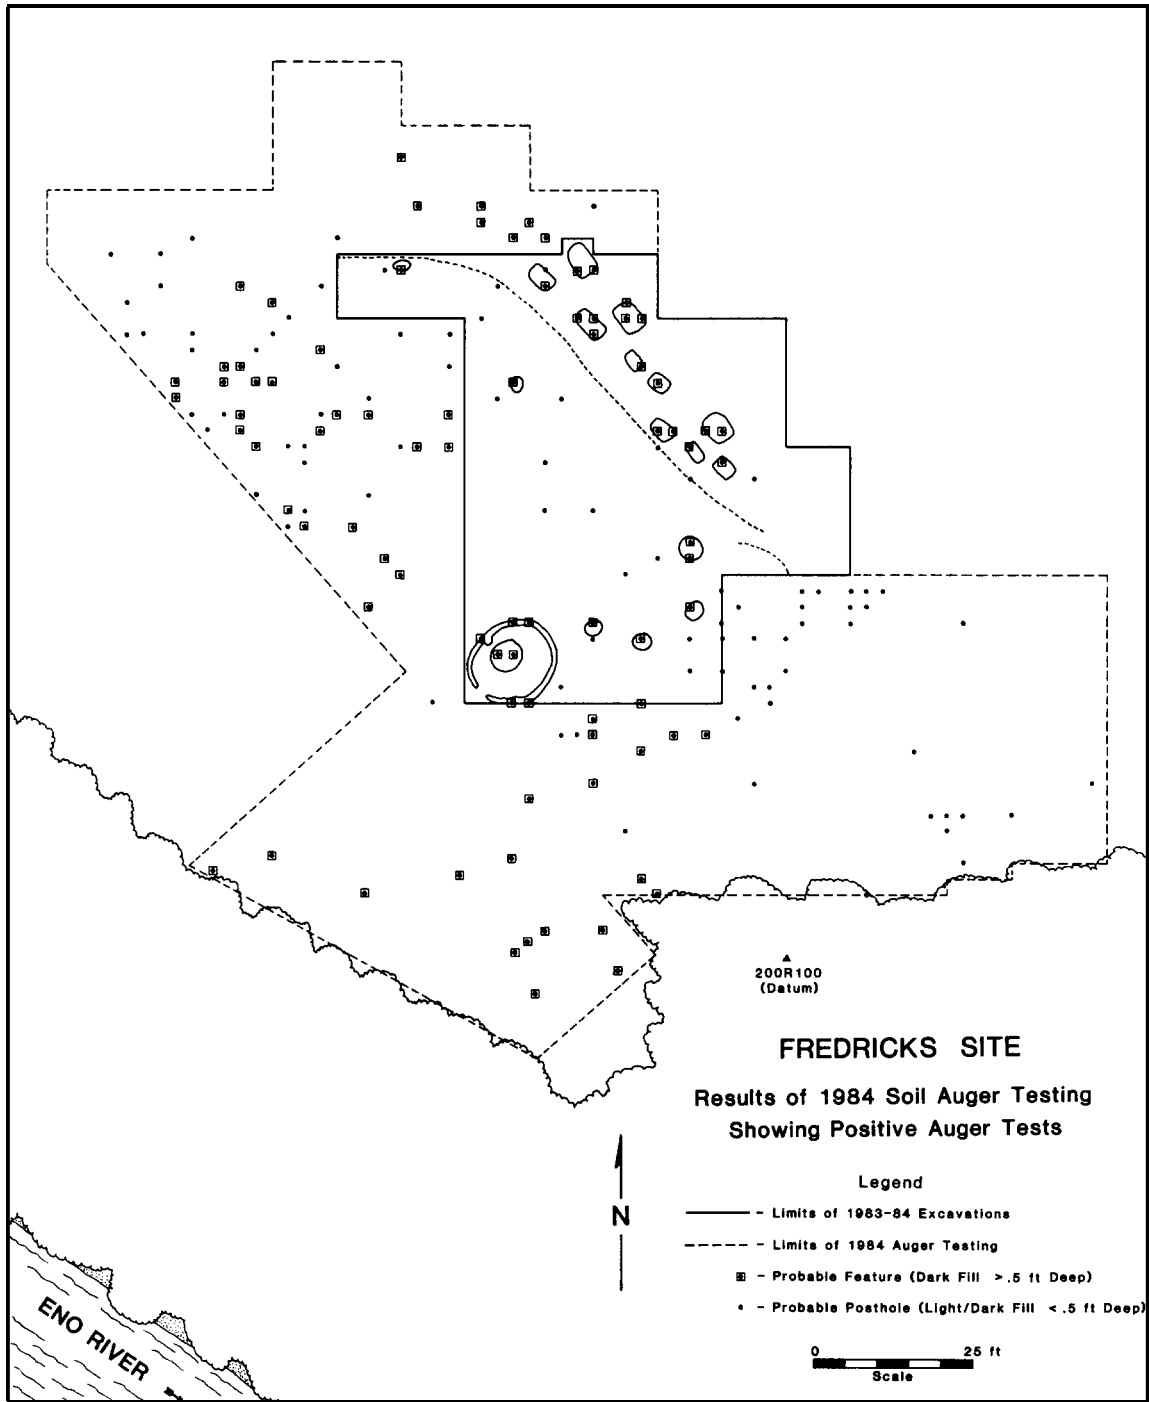 200R100
(Datum)
FREDRICKS SITE
Results of 1984 Soil Auger Testing
Showing Positive Auger Tests
N
Legend
- Limits of 1983-84 Excavations
- Limits of 1984 Auger Testing
- Probable Feature (Dark Fill > .5 ft Deep)
- Probable Posthole (Light/Dark Fill < .5 ft Deep)
0 25 ft
Scale
ENO RIVER